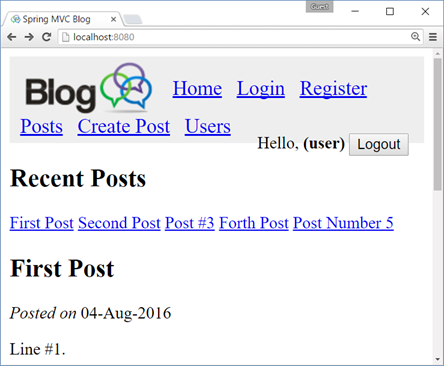 Guest
Spring MVC Blog
localhost:8080
Blog Home Login Register
Posts Create Post Users
Hello, (user) Logout
Recent Posts
First Post Second Post Post #3 Forth Post Post Number 5
First Post
Posted on 04-Aug-2016
Line #1.